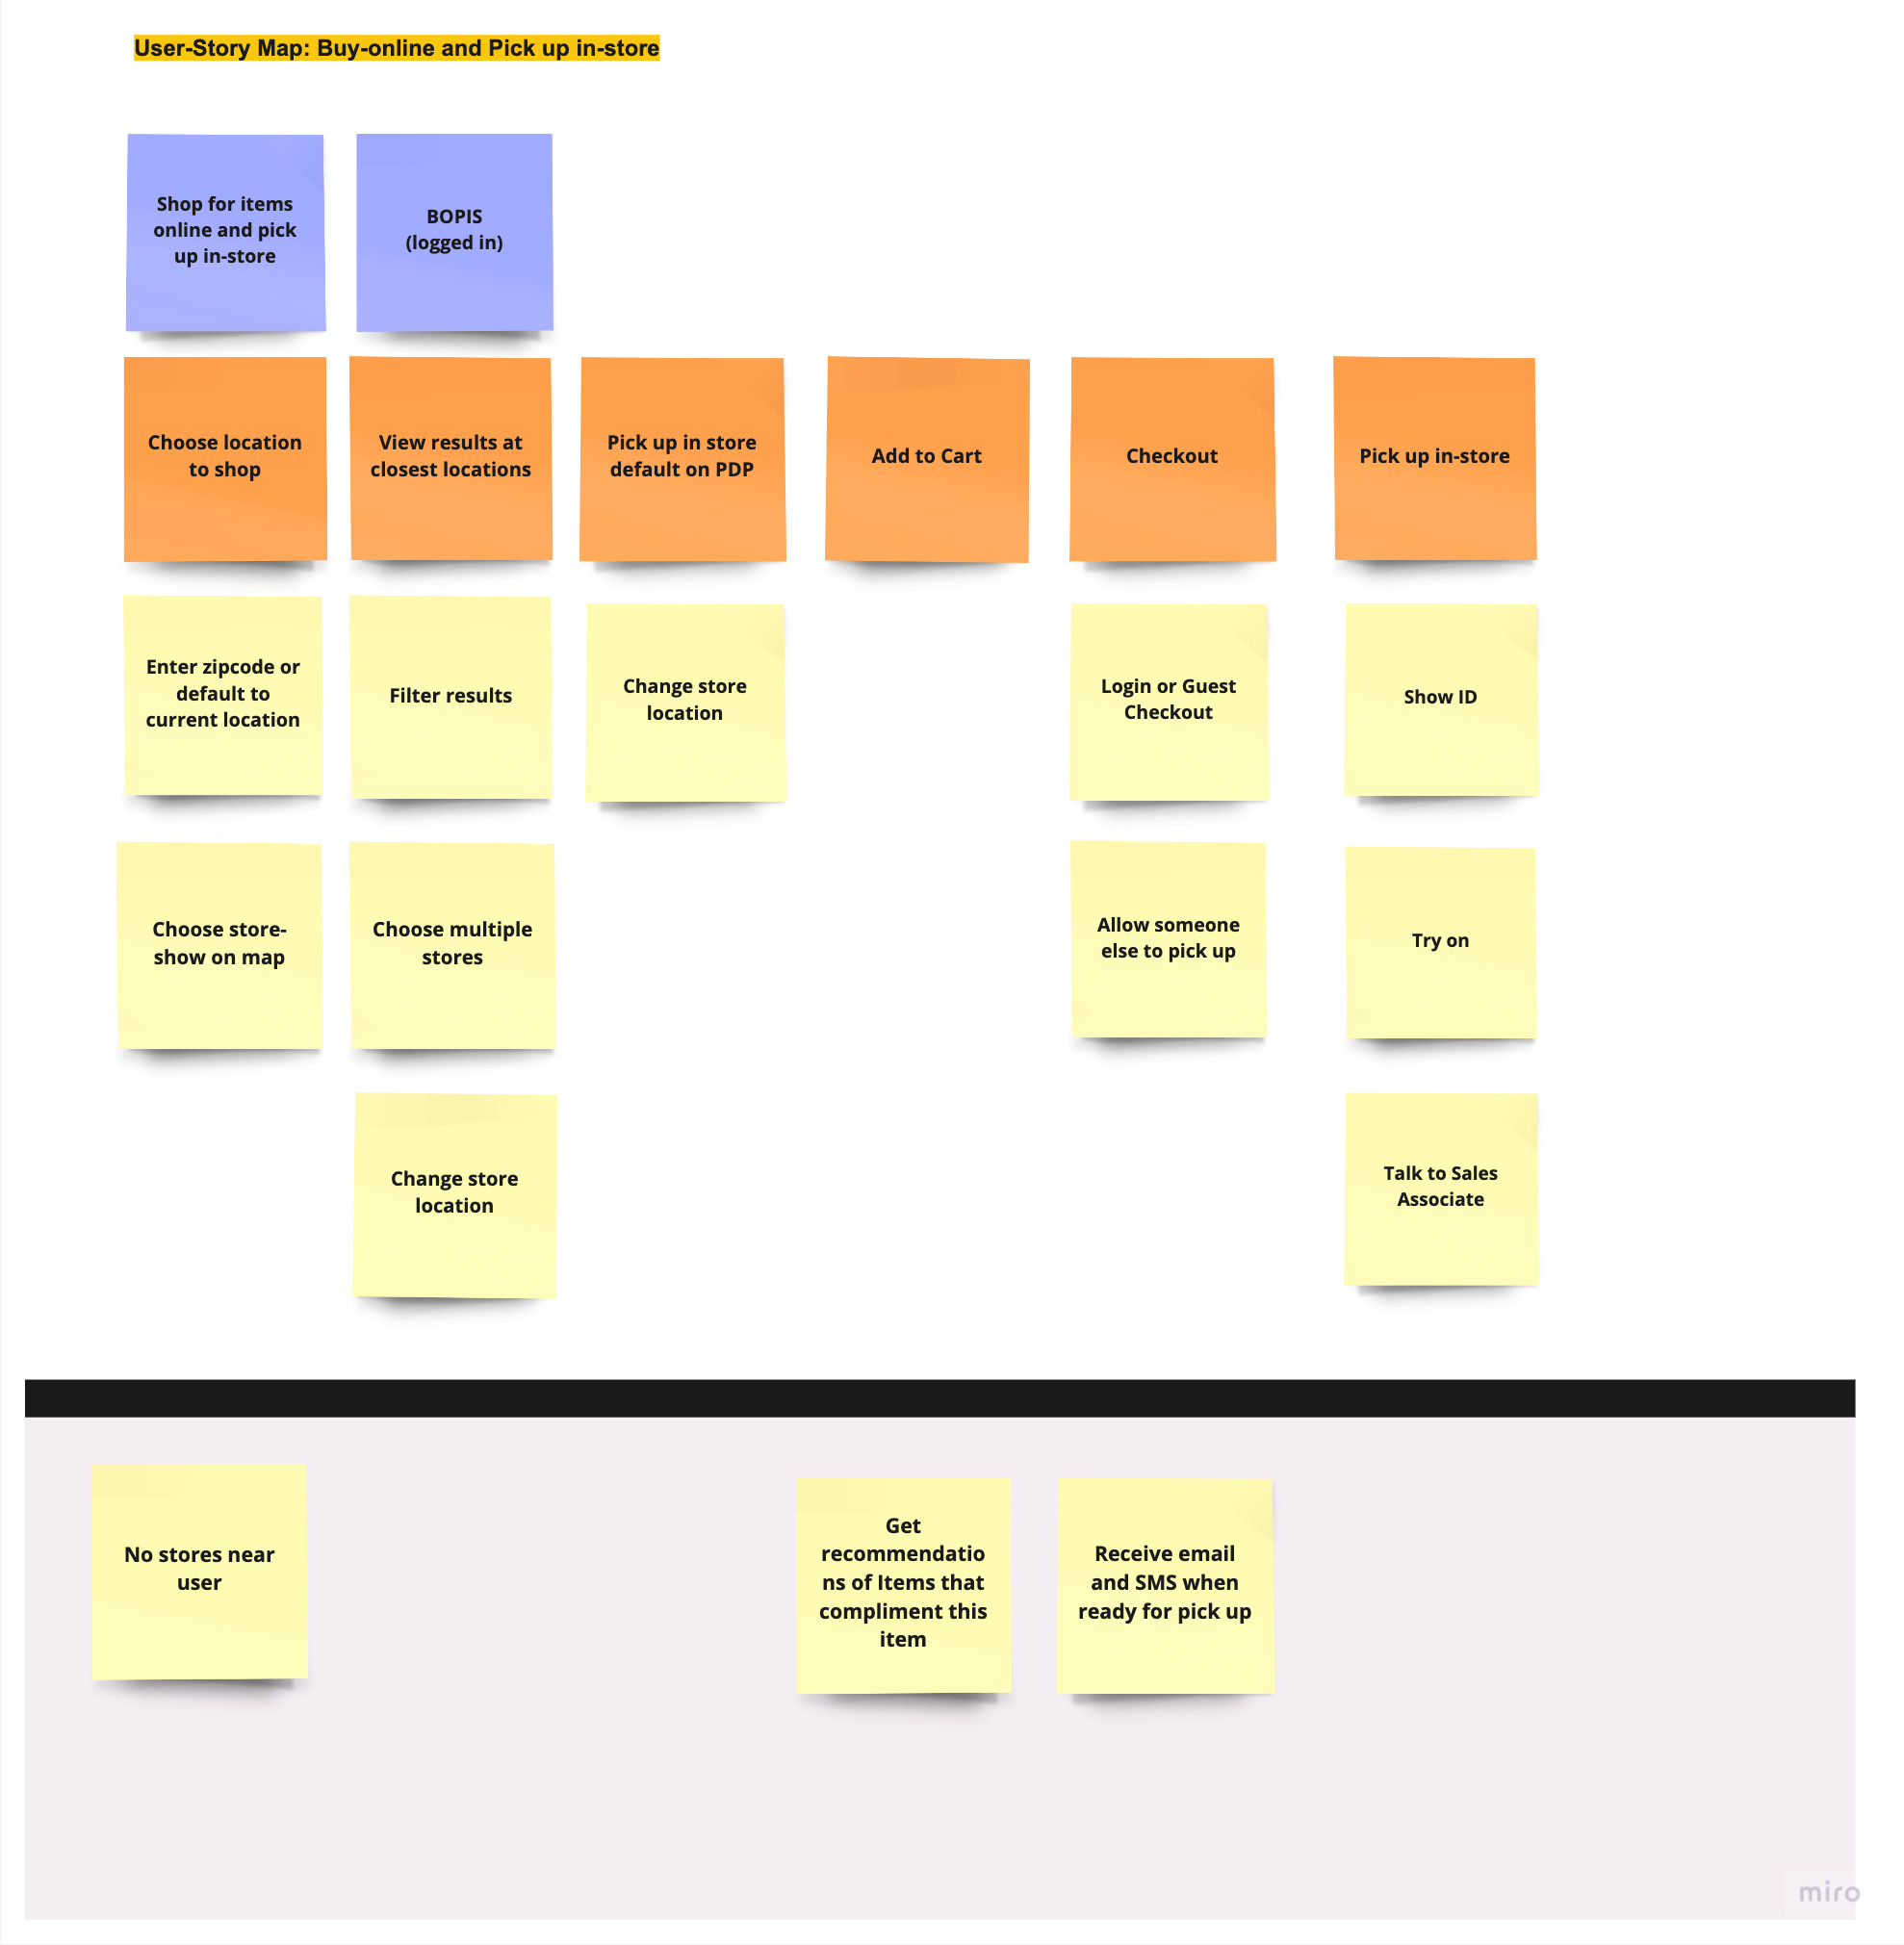 User-Story Map: Buy-online and Pick up in-store
Shop for items
online and pick
up in-store
BOPIS
(logged in)
Choose location
to shop
View results at
closest locations
Pick up in store
default on PDP
Add to Cart
Checkout
Pick up in-store
Enter zipcode or
default to
current location
Filter results
Change store
location
Login or Guest
Checkout
Show ID
Choose store-
show on map
Choose multiple
stores
Allow someone
else to pick up
Try on
Change store
location
Talk to Sales
Associate
No stores near
user
Get
recommendatio
ns of Items that
compliment this
item
Receive email
and SMS when
ready for pick up
miro